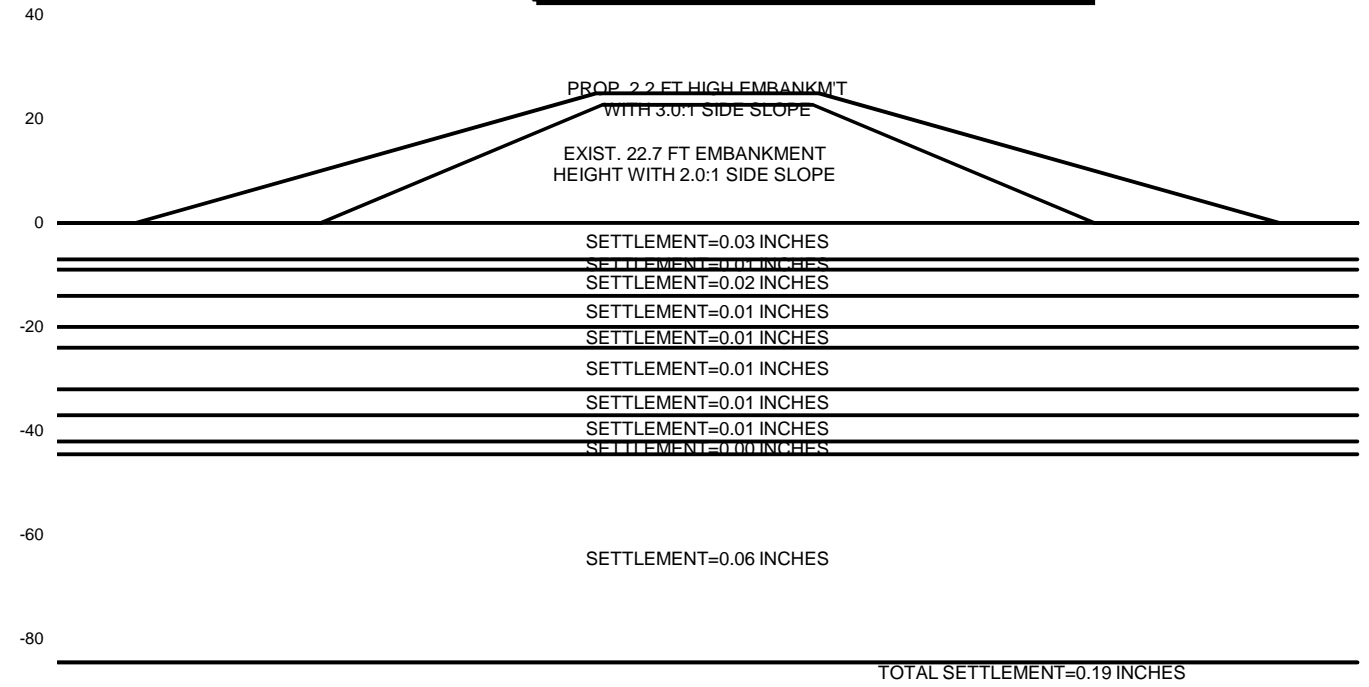 40
PROP. 2.2 FT HIGH EMBANKM'T
20
WITH 3.0:1 SIDE SLOPE
EXIST. 22.7 FT EMBANKMENT
HEIGHT WITH 2.0:1 SIDE SLOPE
0
SETTLEMENT=0.03 INCHES
SETTLEMENT=0.01 INCHES
SETTLEMENT=0.02 INCHES
SETTLEMENT=0.01 INCHES
-20
SETTLEMENT=0.01 INCHES
SETTLEMENT=0.01 INCHES
SETTLEMENT=0.01 INCHES
-40
SETTLEMENT=0.01 INCHES
SETTLEMENT=0.00 INCHES
-60
SETTLEMENT=0.06 INCHES
-80
TOTAL SETTLEMENT=0.19 INCHES